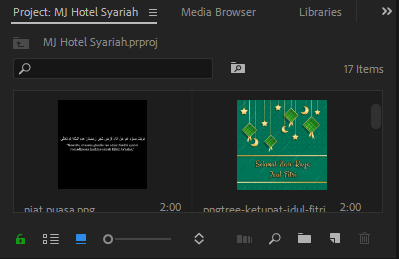 Project: MJ Hotel Syariah
Media Browser
Libraries
MJ Hotel Syariah.prproj
17 Items
niat puasa.png
2:00
Selamat Hari Raya
Idul Fitri
pngtree-ketupat-idul-fitri
2:00